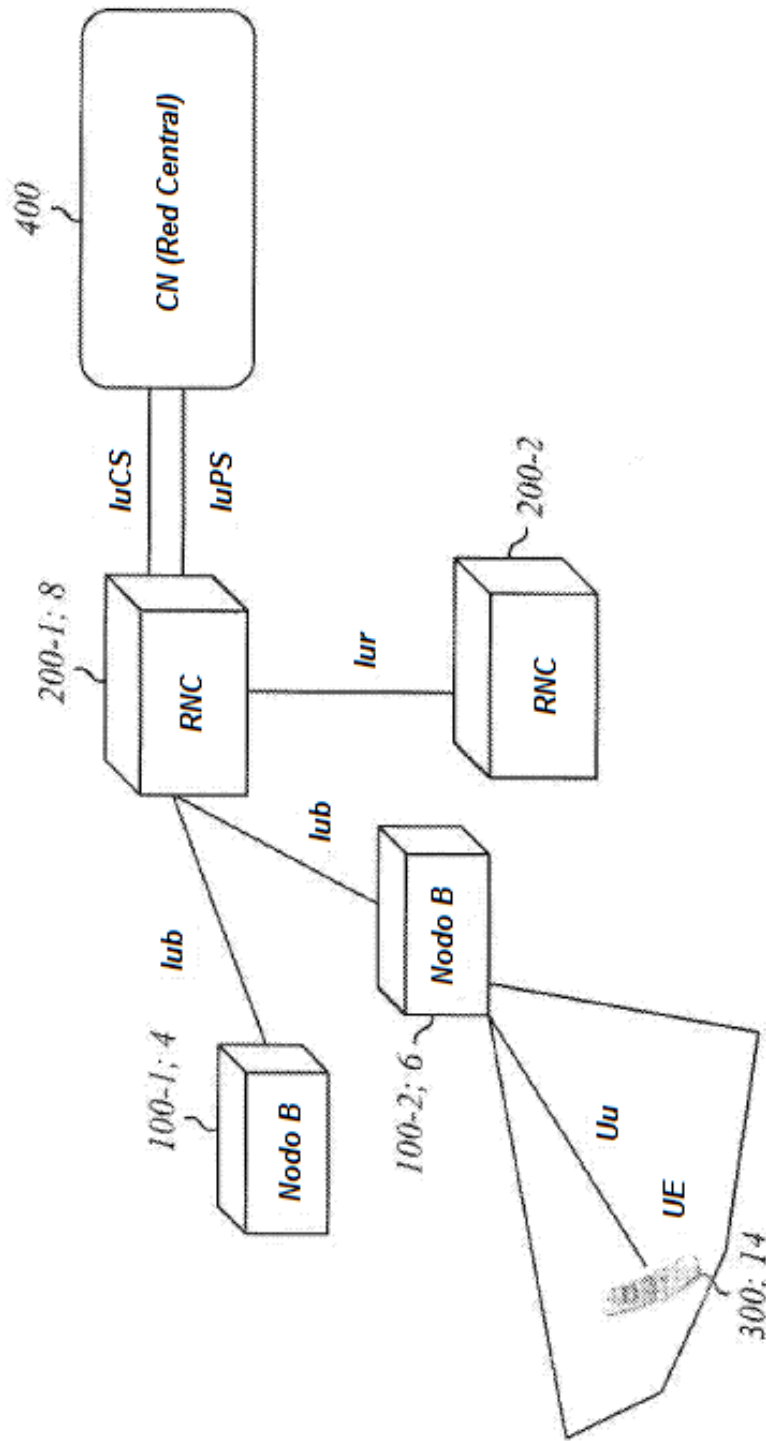 400
CN (Red Central)
IuCS
IuPS
200-1; 8
RNC
Iur
200-2
RNC
Iub
Iub
100-1; 4
Nodo B
100-2; 6
Nodo B
Uu
UE
300; 14